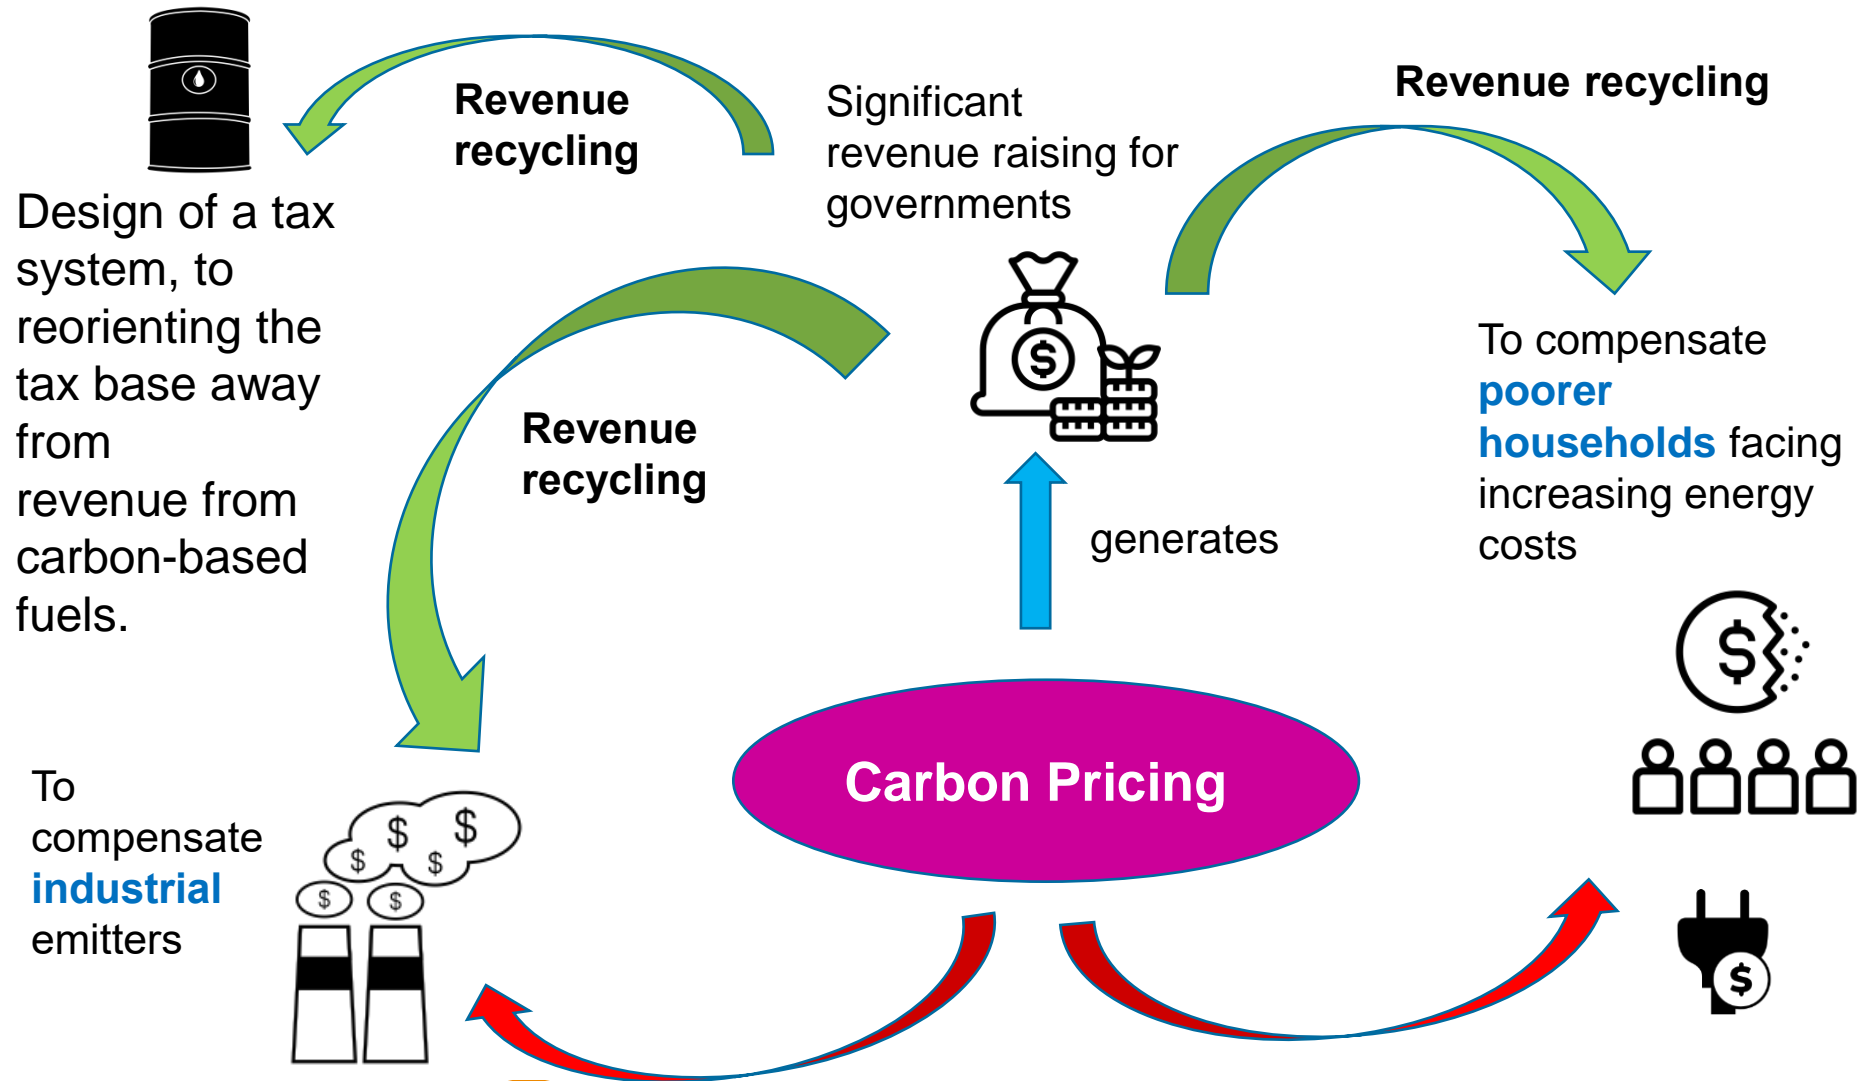 Revenue
recycling
Significant
revenue raising for
governments
Revenue recycling
Design of a tax
system, to
reorienting the
tax base away
from
revenue from
carbon-based
fuels.
$
To compensate
poorer
households facing
increasing energy
costs
Revenue
recycling
generates
$
Carbon Pricing
To
compensate
industrial
emitters
$
$
$
$
$
$
$